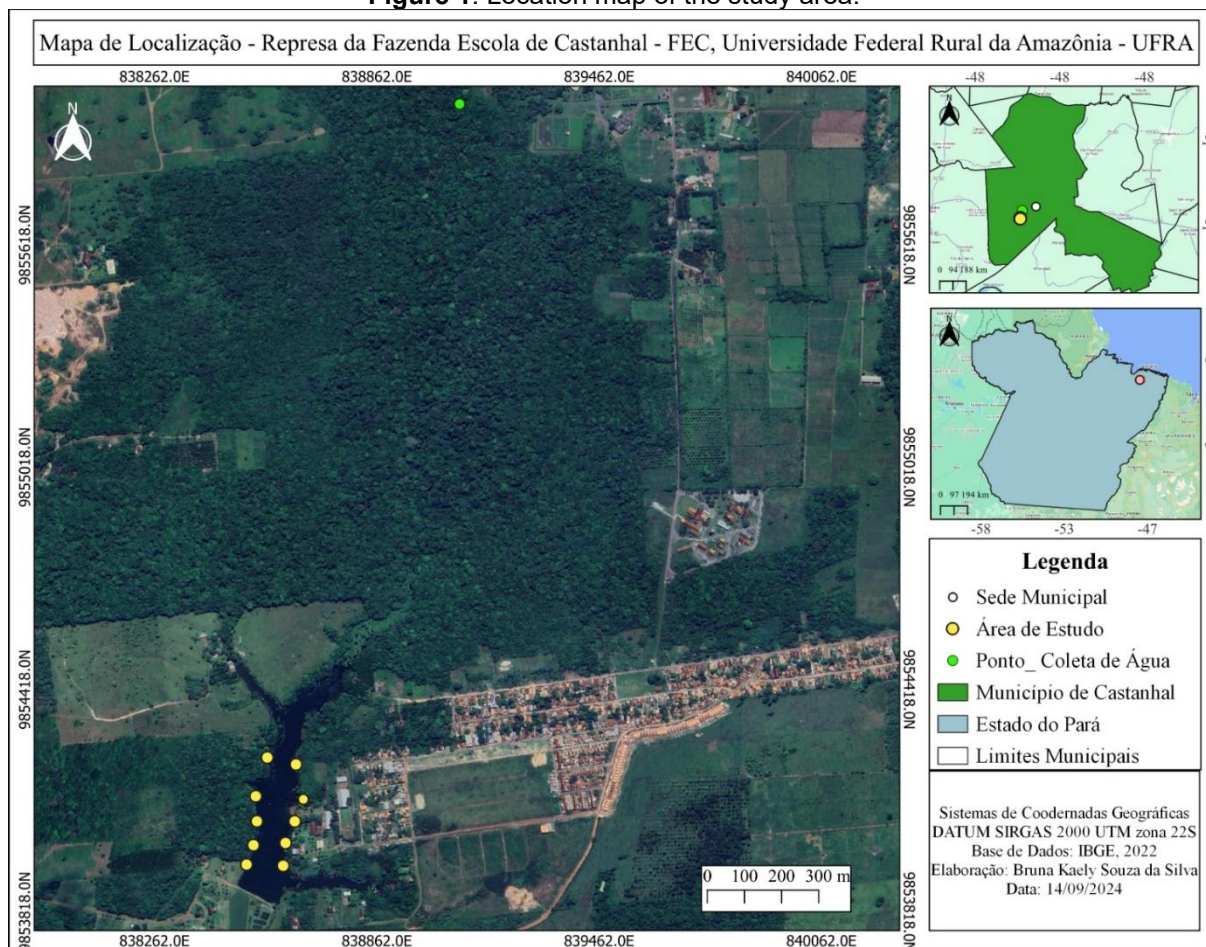 Figure 1. Location map of the study area.
Mapa de Localização - Represa da Fazenda Escola de Castanhal - FEC, Universidade Federal Rural da Amazônia - UFRA
838262.0E 838862.0E 839462.0E 840062.0E
N
9855618.0N
9855018.0N
9854418.0N
9853818.0N
9855618.0N
9855018.0N
9854418.0N
9853818.0N
0 100 200 300 m
838262.0E 838862.0E 839462.0E 840062.0E
-48 -48 -48
N
0 94 188 km
N
0 97 194 km
-58 -53 -47
Legenda
Sede Municipal
Área de Estudo
Ponto_ Coleta de Água
Município de Castanhal
Estado do Pará
Limites Municipais
Sistemas de Coodernadas Geográficas
DATUM SIRGAS 2000 UTM zona 22S
Base de Dados: IBGE, 2022
Elaboração: Bruna Kaely Souza da Silva
Data: 14/09/2024